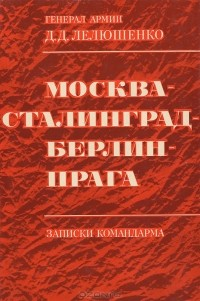 ГЕНЕРАЛ АРМИИ
Д.Д.ЛЕЛЮШЕНКО
МОСКВА-
СТАЛИНГРАД-
БЕРЛИН-
ПРАГА
ЗАПИСКИ КОМАНДАРМА